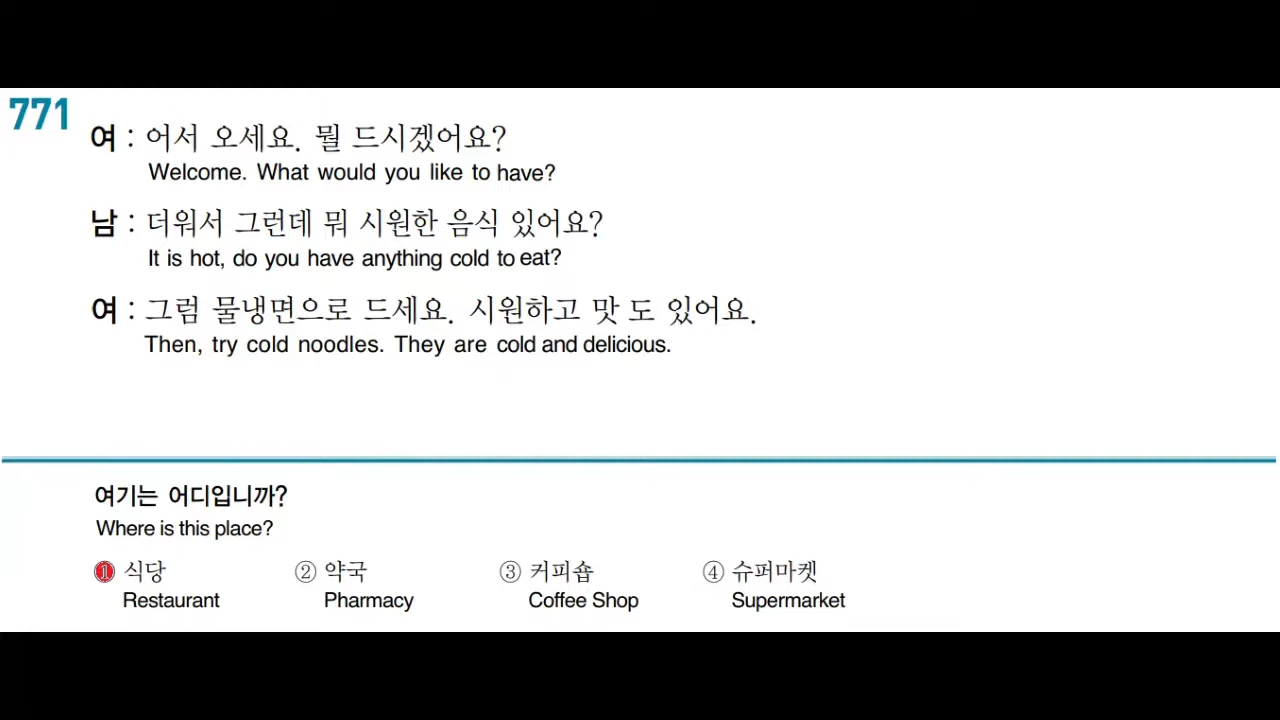 771
여 : 어서 오세요. 뭘 드시겠어요?
Welcome. What would you like to have?
남 : 더워서 그런데 뭐 시원한 음식 있어요?
It is hot, do you have anything cold to eat?
여 : 그럼 물냉면으로 드세요. 시원하고 맛 도 있어요.
Then, try cold noodles. They are cold and delicious.
여기는 어디입니까?
Where is this place?
① 식당 ② 약국 ③ 커피숍 ④ 슈퍼마켓
Restaurant Pharmacy Coffee Shop Supermarket